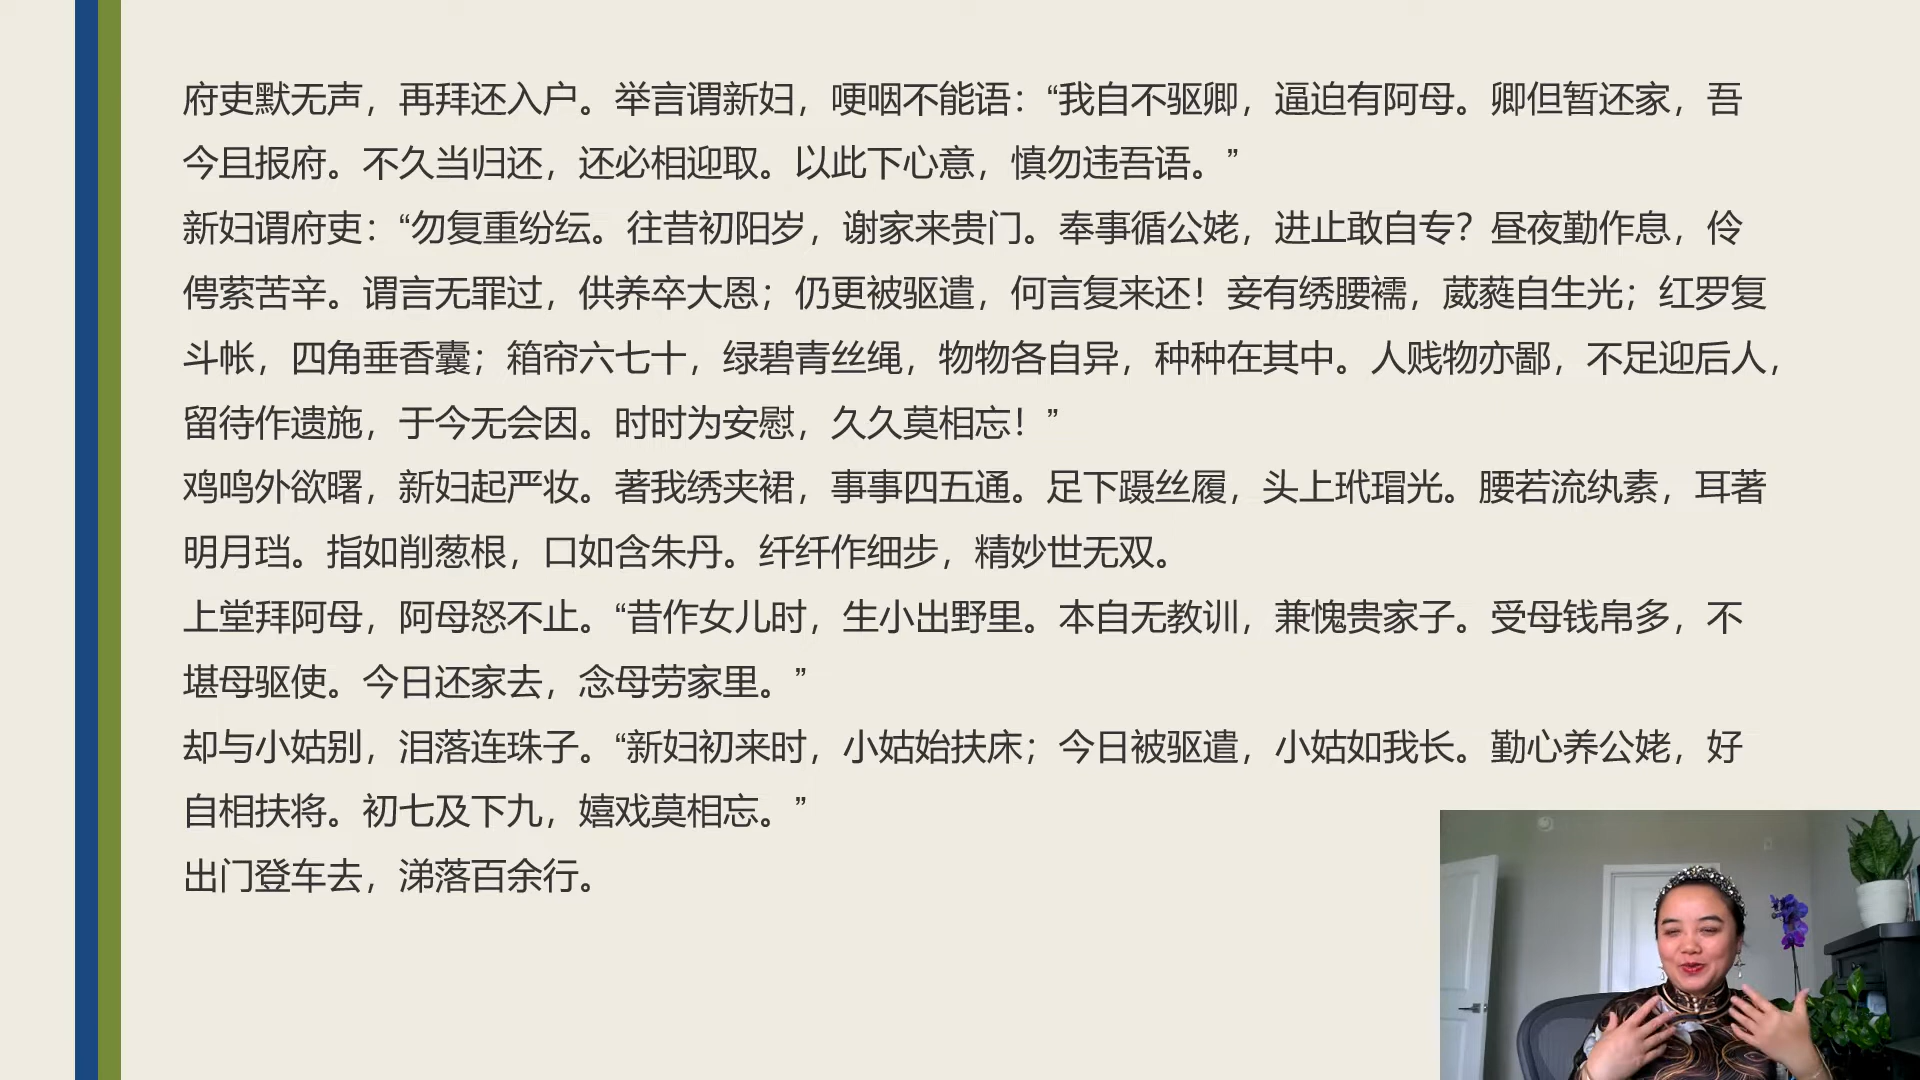 府吏默无声，再拜还入户。举言谓新妇，哽咽不能语：“我自不驱卿，逼迫有阿母。卿但暂还家，吾
今且报府。不久当归还，还必相迎取。以此下心意，慎勿违吾语。”
新妇谓府吏：“勿复重纷纭。往昔初阳岁，谢家来贵门。奉事循公姥，进止敢自专？昼夜勤作息，伶
俜萦苦辛。谓言无罪过，供养卒大恩；仍更被驱遣，何言复来还！妾有绣腰襦，葳蕤自生光；红罗复
斗帐，四角垂香囊；箱帘六七十，绿碧青丝绳，物物各自异，种种在其中。人贱物亦鄙，不足迎后人，
留待作遗施，于今无会因。时时为安慰，久久莫相忘！”
鸡鸣外欲曙，新妇起严妆。著我绣夹裙，事事四五通。足下蹑丝履，头上玳瑁光。腰若流纨素，耳著
明月珰。指如削葱根，口如含朱丹。纤纤作细步，精妙世无双。
上堂拜阿母，阿母怒不止。“昔作女儿时，生小出野里。本自无教训，兼愧贵家子。受母钱帛多，不
堪母驱使。今日还家去，念母劳家里。”
却与小姑别，泪落连珠子。“新妇初来时，小姑始扶床；今日被驱遣，小姑如我长。勤心养公姥，好
自相扶将。初七及下九，嬉戏莫相忘。”
出门登车去，涕落百余行。